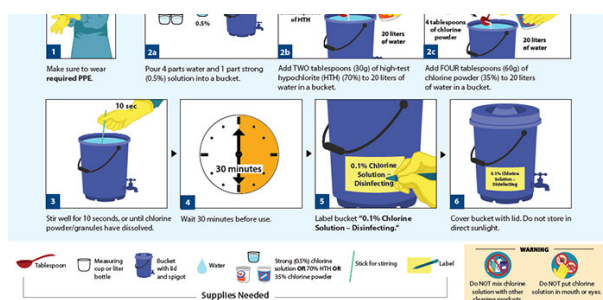 of HTH
4 tablespoons
of chlorine
powder
0.5%
20 liters
of water
20 liters
of water
1
2a
2b
2c
Make sure to wear
required PPE.
Pour 4 parts water and 1 part strong
(0.5%) solution into a bucket.
Add TWO tablespoons (30g) of high-test
hypochlorite (HTH) (70%) to 20 liters of
water in a bucket.
Add FOUR tablespoons (60g) of
chlorine powder (35%) to 20 liters
of water in a bucket.
10 sec
30 minutes
0.1% Chlorine
Solution –
Disinfecting
0.1% Chlorine
Solution –
Disinfecting
3
4
5
6
Stir well for 10 seconds, or until chlorine
powder/granules have dissolved.
Wait 30 minutes before use.
Label bucket "0.1% Chlorine
Solution – Disinfecting."
Cover bucket with lid. Do not store in
direct sunlight.
Tablespoon
Measuring
cup or liter
bottle
Bucket
with lid
and spigot
Water
Strong (0.5%) chlorine
solution OR 70% HTH OR
35% chlorine powder
Stick for stirring
Label
Supplies Needed
WARNING
Do NOT mix chlorine
solution with other
cleaning products.
Do NOT put chlorine
solution in mouth or eyes.